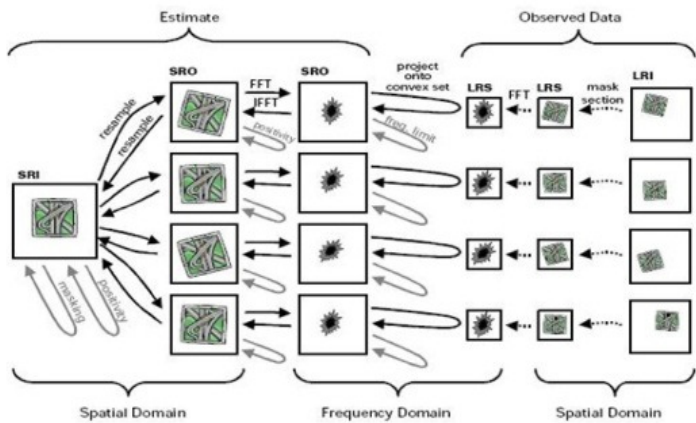 Estimate
Observed Data
SRO
FFT
IFFT
positivity
SRO
project
onto
convex set
freq. limit
LRS
FFT
LRS
mask
section
LRI
resample
resample
SRI
masking
positivity
Spatial Domain
Frequency Domain
Spatial Domain